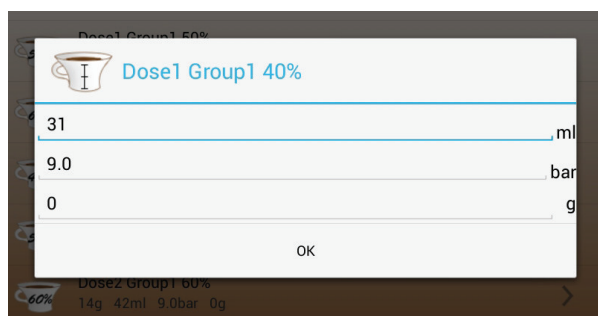 Dose1 Group1 50%
Dose1 Group1 40%
31 ml
9.0 bar
0 g
OK
Dose2 Group1 60%
60% 14g 42ml 9.0bar 0g